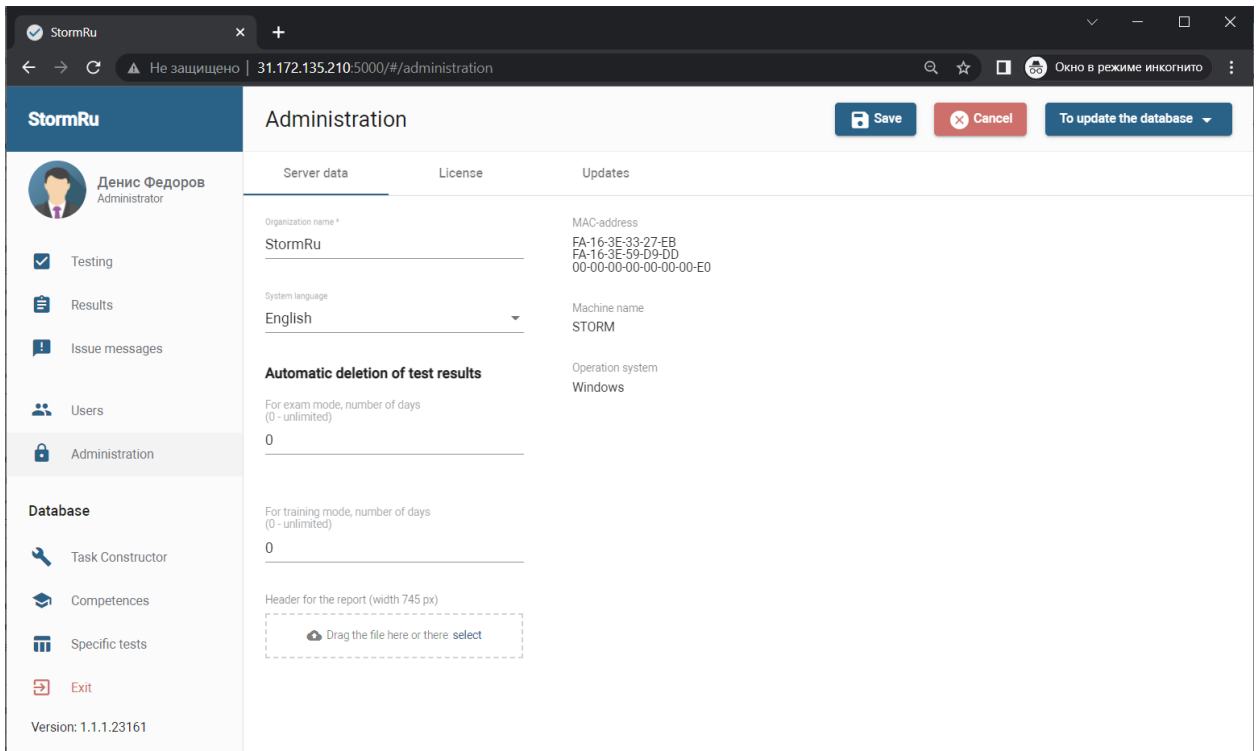 StormRu
Не защищено | 31.172.135.210:5000/#/administration
Окно в режиме инкогнито
StormRu
Administration
Save
Cancel
To update the database
Денис Федоров
Administrator
Testing
Results
Issue messages
Users
Administration
Database
Task Constructor
Competences
Specific tests
Exit
Version: 1.1.1.23161
Server data
License
Updates
Organization name *
StormRu
System language
English
Automatic deletion of test results
For exam mode, number of days
(0 - unlimited)
0
For training mode, number of days
(0 - unlimited)
0
Header for the report (width 745 px)
Drag the file here or there select
MAC-address
FA-16-3E-33-27-EB
FA-16-3E-59-D9-DD
00-00-00-00-00-00-00-E0
Machine name
STORM
Operation system
Windows